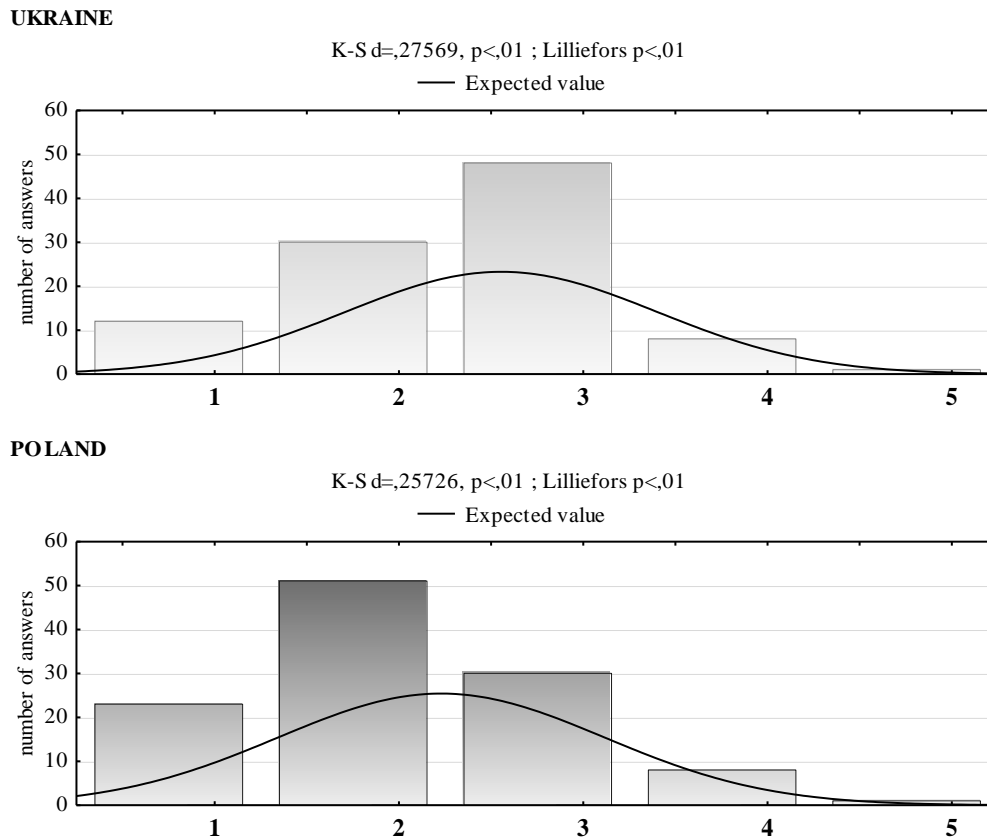 UKRAINE
K-S d=,27569, p<,01 ; Lilliefors p<,01
Expected value
60
50
40
30
20
10
0
number of answers
1 2 3 4 5
POLAND
K-S d=,25726, p<,01 ; Lilliefors p<,01
Expected value
60
50
40
30
20
10
0
number of answers
1 2 3 4 5